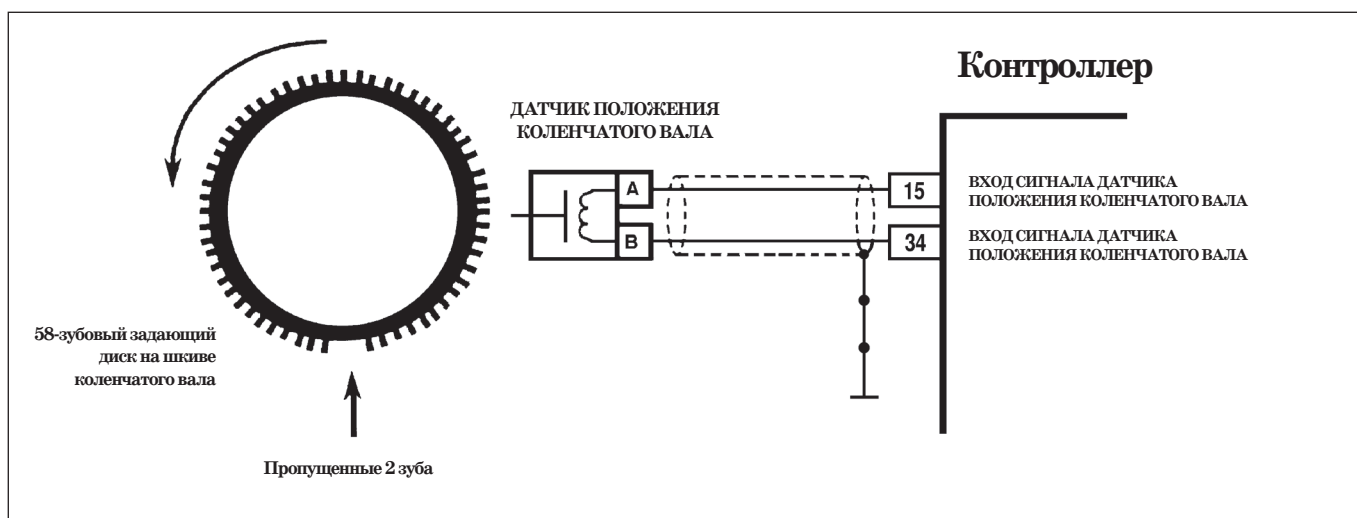 Контроллер
ДАТЧИК ПОЛОЖЕНИЯ
КОЛЕНЧАТОГО ВАЛА
A
B
15
34
ВХОД СИГНАЛА ДАТЧИКА
ПОЛОЖЕНИЯ КОЛЕНЧАТОГО ВАЛА
ВХОД СИГНАЛА ДАТЧИКА
ПОЛОЖЕНИЯ КОЛЕНЧАТОГО ВАЛА
58-зубовый задающий
диск на шкиве
коленчатого вала
Пропущенные 2 зуба